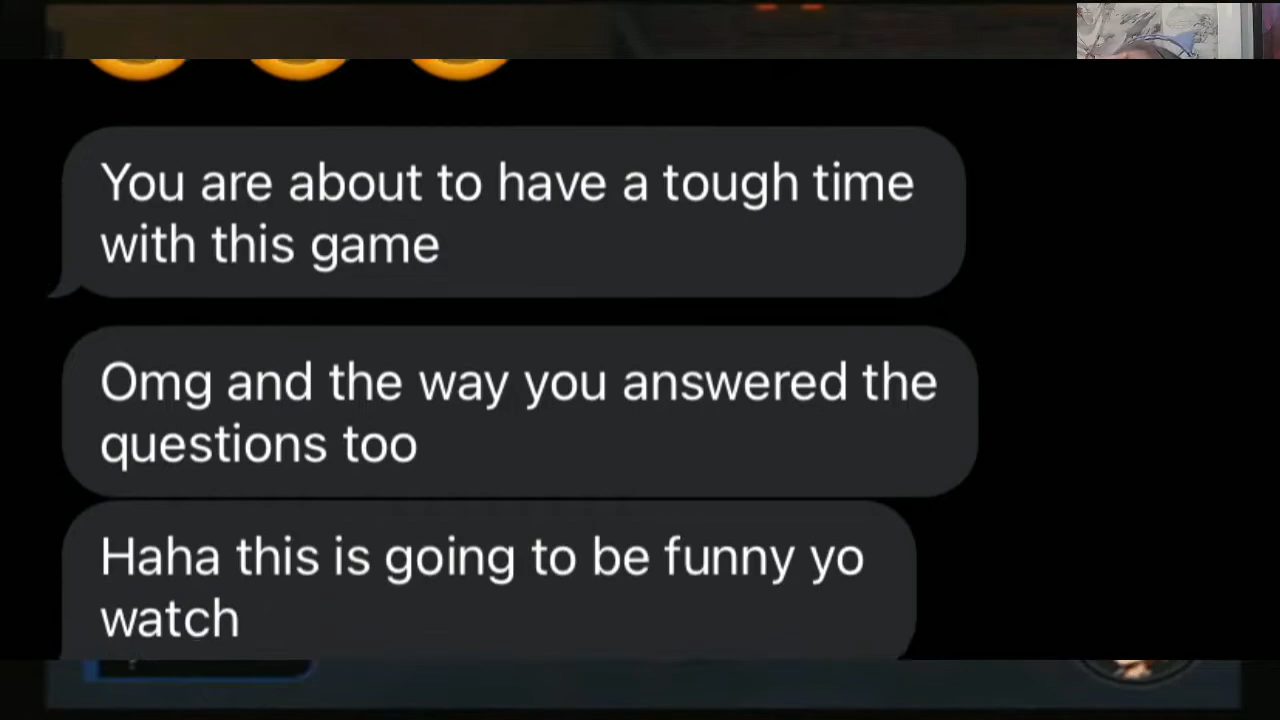 You are about to have a tough time
with this game
Omg and the way you answered the
questions too
Haha this is going to be funny yo
watch